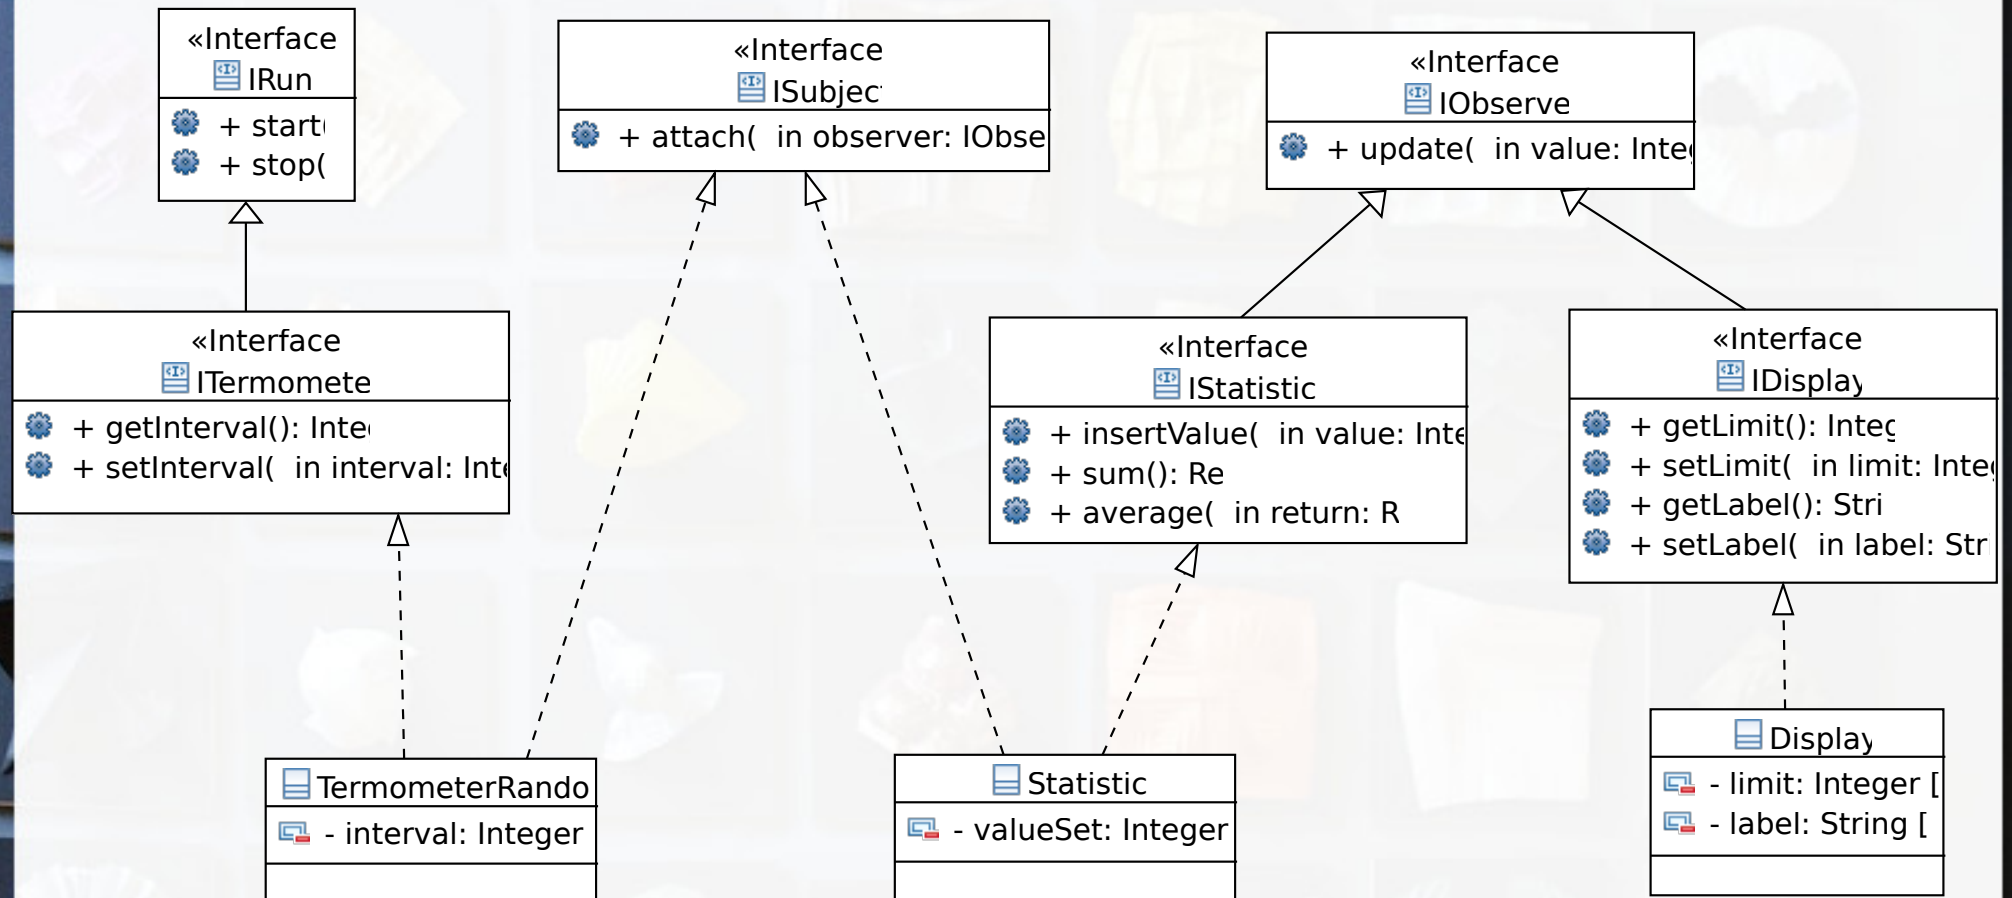 «Interface
IRun
+ start(
+ stop(
«Interface
ISubjec
+ attach(  in observer: IObse
«Interface
IObserve
+ update(  in value: Inte
«Interface
ITermomete
+ getInterval(): Inte
+ setInterval(  in interval: Inte
«Interface
IStatistic
+ insertValue(  in value: Inte
+ sum(): Re
+ average(  in return: R
«Interface
IDisplay
+ getLimit(): Integ
+ setLimit(  in limit: Inte
+ getLabel(): Stri
+ setLabel(  in label: Str
TermometerRando
- interval: Integer
Statistic
- valueSet: Integer
Display
- limit: Integer [
- label: String [